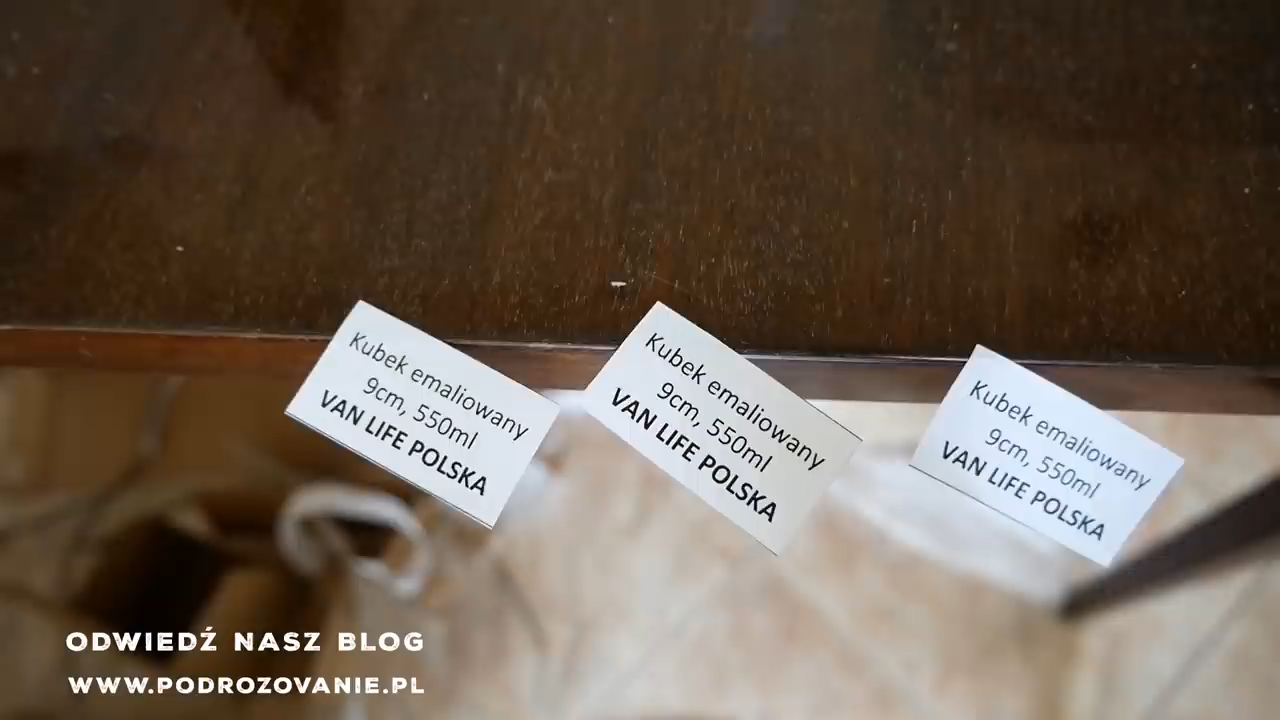 Kubek emaliowany
9cm, 550ml
VAN LIFE POLSKA
Kubek emaliowany
9cm, 550ml
VAN LIFE POLSKA
Kubek emaliowany
9cm, 550ml
VAN LIFE POLSKA
ODWIEDŹ NASZ BLOG
WWW.PODROZOVANIE.PL